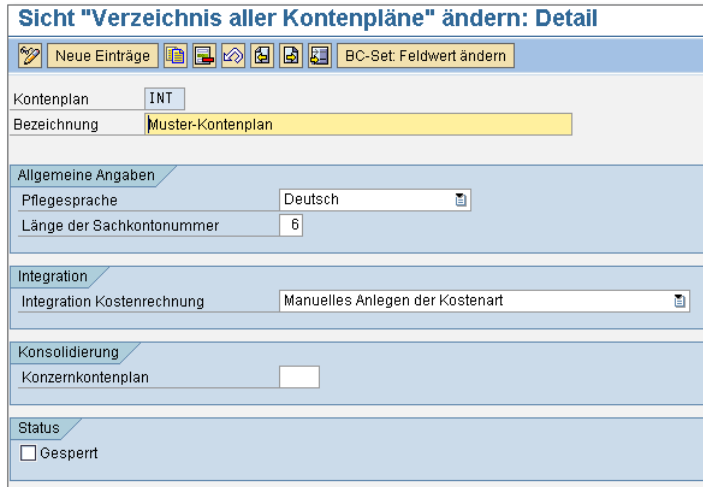 Sicht "Verzeichnis aller Kontenpläne" ändern: Detail
Neue Einträge BC-Set: Feldwert ändern
Kontenplan INT
Bezeichnung Muster-Kontenplan
Allgemeine Angaben
Pflegesprache Deutsch
Länge der Sachkontonummer 6
Integration
Integration Kostenrechnung Manuelles Anlegen der Kostenart
Konsolidierung
Konzernkontenplan
Status
Gesperrt